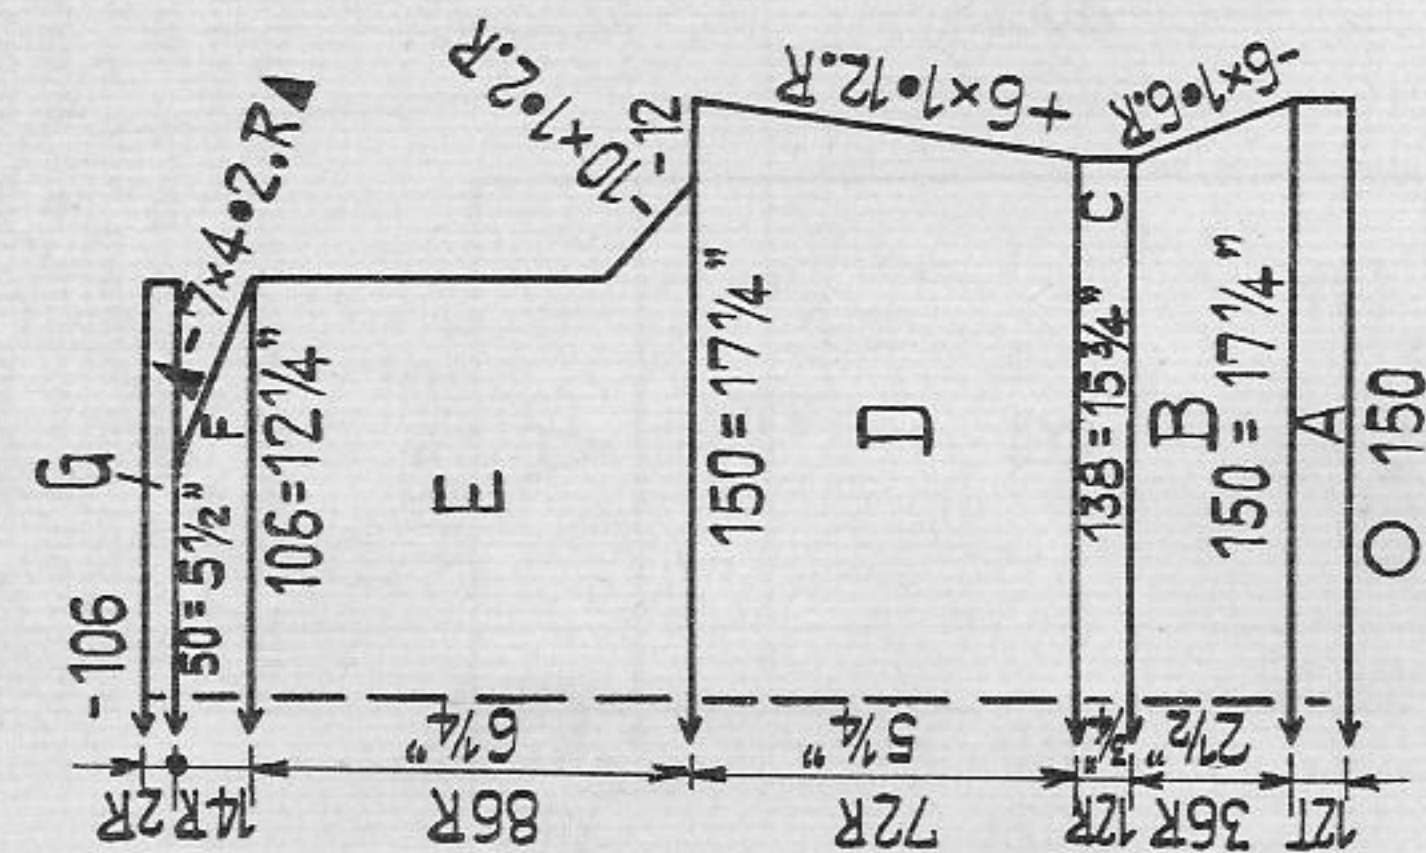 -106
G
50=5½"
F
-7x4•2.R
106=12¼"
E
-10x1•2.R
-12
150=17¼"
D
+6x1•12.R
C
138=15¾"
B
-6x1•6.R
150=17¼"
A
O 150
2R
14R
86R
6¼"
72R
5¼"
12R
¾"
36R
2½"
12T.